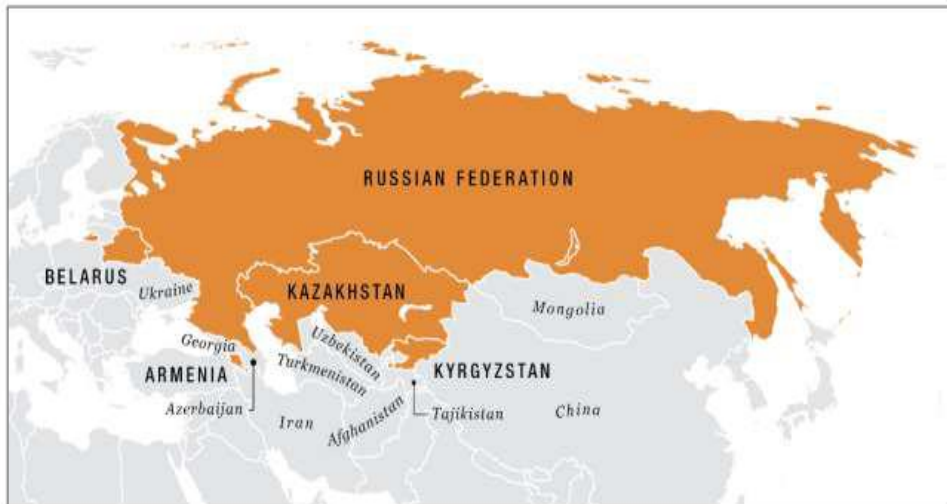 RUSSIAN FEDERATION
BELARUS
Ukraine
KAZAKHSTAN
Mongolia
Georgia
Uzbekistan
ARMENIA
Turkmenistan
KYRGYZSTAN
Azerbaijan
Iran
Afghanistan
Tajikistan
China